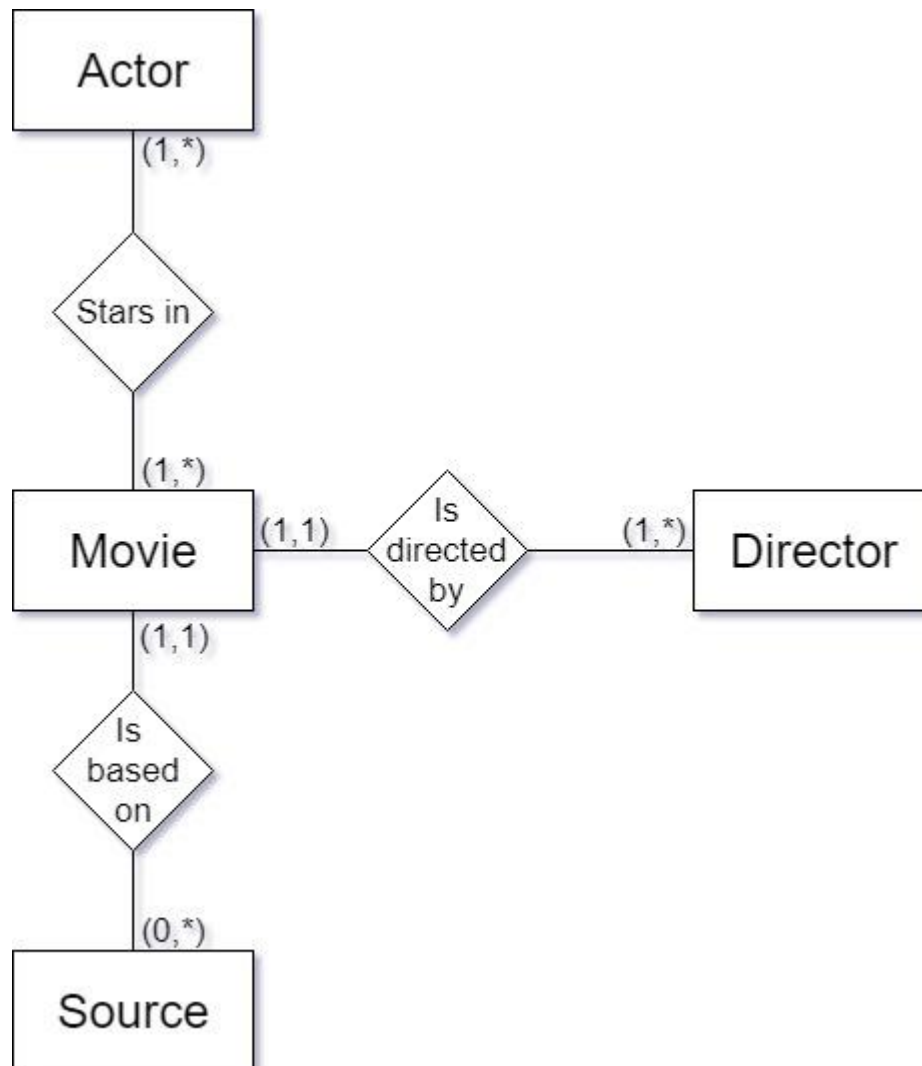 Actor
(1,*)
Stars in
(1,*)
Movie
(1,1)
Is
directed
by
(1,*)
Director
(1,1)
Is
based
on
(0,*)
Source